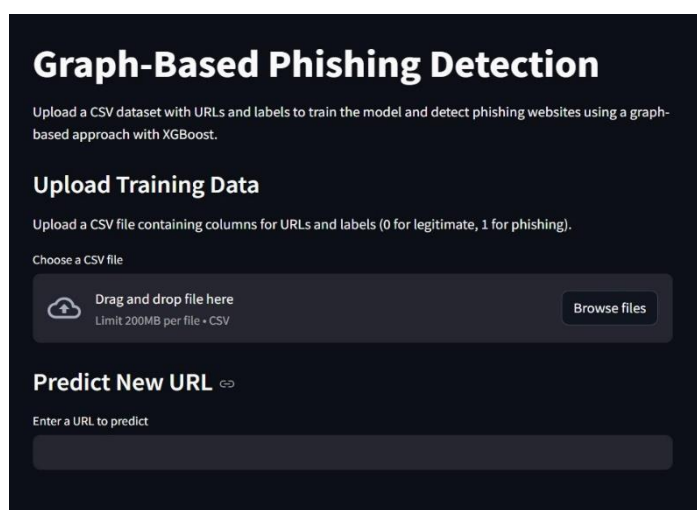 Graph-Based Phishing Detection
Upload a CSV dataset with URLs and labels to train the model and detect phishing websites using a graph-
based approach with XGBoost.
Upload Training Data
Upload a CSV file containing columns for URLs and labels (0 for legitimate, 1 for phishing).
Choose a CSV file
Drag and drop file here
Limit 200MB per file • CSV
Browse files
Predict New URL
Enter a URL to predict